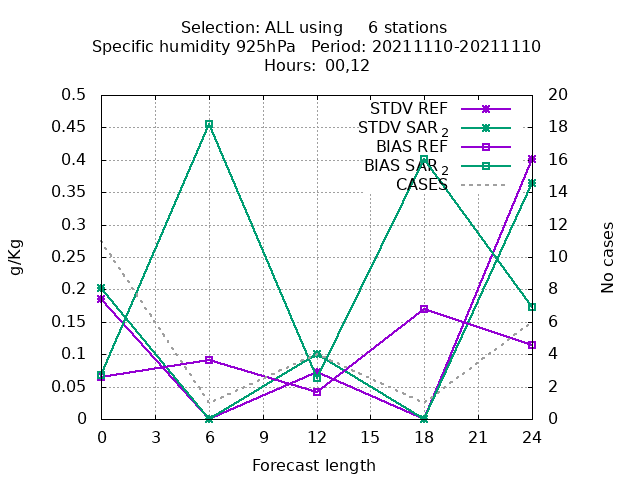 Selection: ALL using     6 stations
Specific humidity 925hPa   Period: 20211110-20211110
Hours: 00,12
0.5
0.45
0.4
0.35
0.3
0.25
0.2
0.15
0.1
0.05
0
20
18
16
14
12
10
8
6
4
2
0
STDV REF
STDV SAR 2
BIAS REF
BIAS SAR 2
CASES
g/Kg
No cases
0 3 6 9 12 15 18 21 24
Forecast length